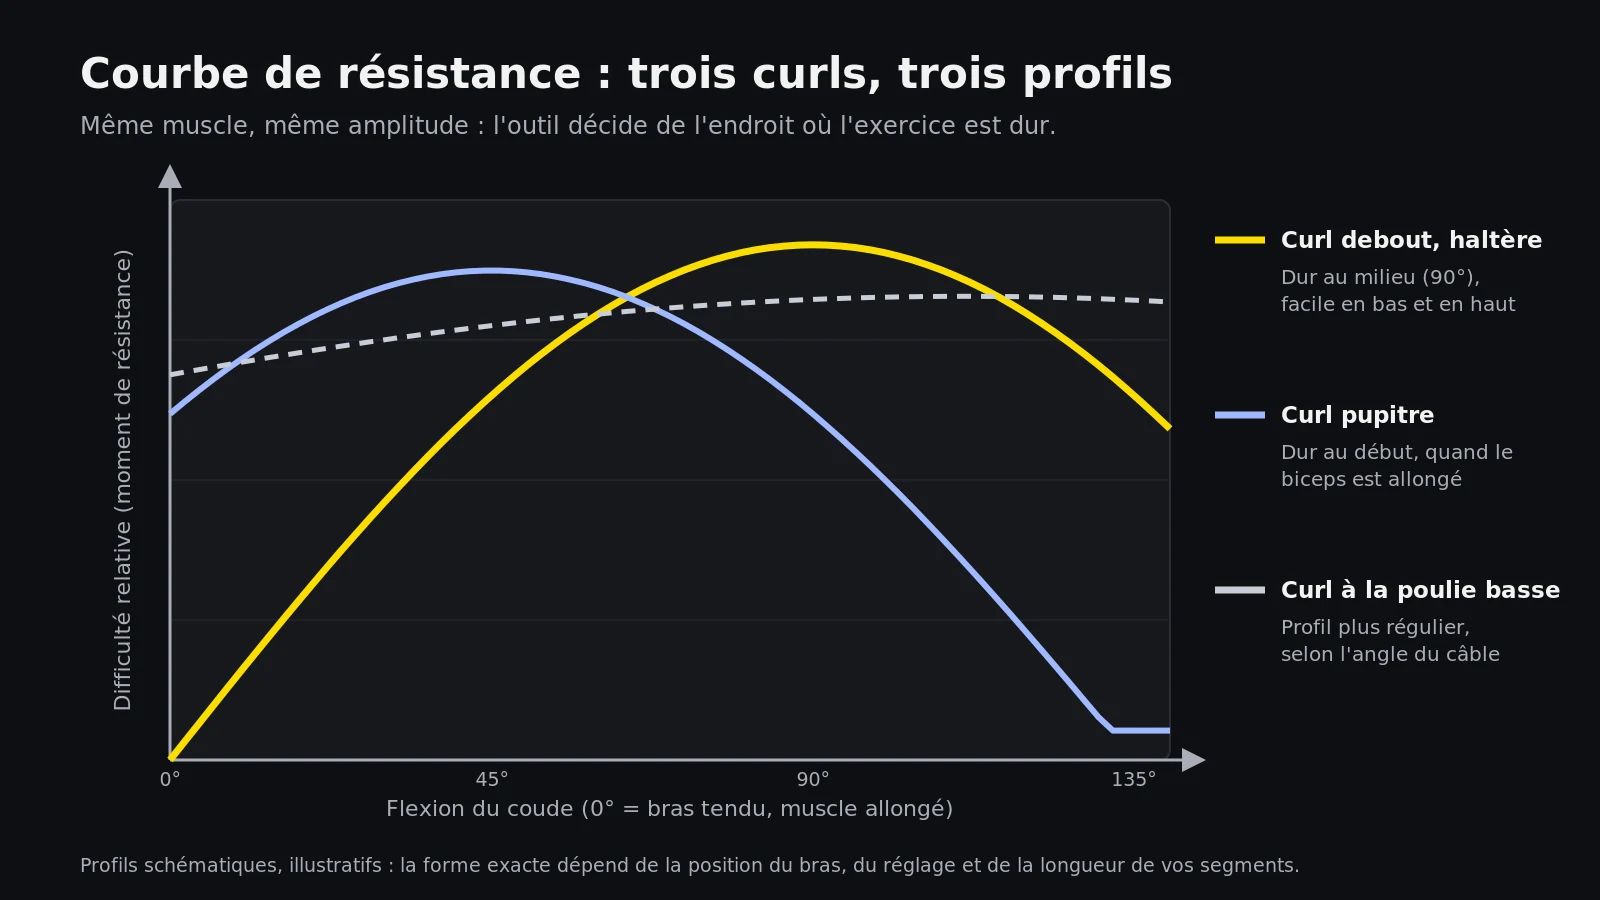 Courbe de résistance : trois curls, trois profils
Même muscle, même amplitude : l'outil décide de l'endroit où l'exercice est dur.
Difficulté relative (moment de résistance)
Curl debout, haltère
Dur au milieu (90°),
facile en bas et en haut
Curl pupitre
Dur au début, quand le
biceps est allongé
Curl à la poulie basse
Profil plus régulier,
selon l'angle du câble
0°
45°
90°
135°
Flexion du coude (0° = bras tendu, muscle allongé)
Profils schématiques, illustratifs : la forme exacte dépend de la position du bras, du réglage et de la longueur de vos segments.